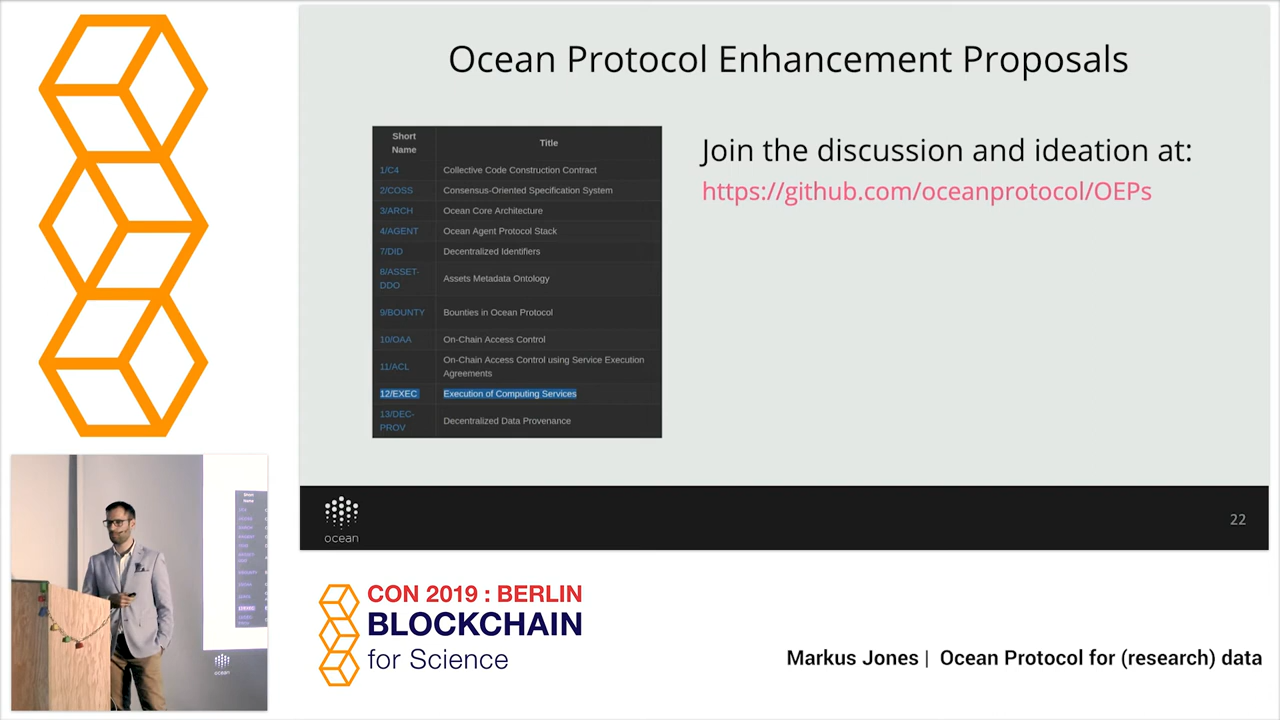 Ocean Protocol Enhancement Proposals
Short
Name
Title
1/C4
Collective Code Construction Contract
2/COSS
Consensus-Oriented Specification System
3/ARCH
Ocean Core Architecture
4/AGENT
Ocean Agent Protocol Stack
7/DID
Decentralized Identifiers
8/ASSET-
DDO
Assets Metadata Ontology
9/BOUNTY
Bounties in Ocean Protocol
10/OAA
On-Chain Access Control
11/ACL
On-Chain Access Control using Service Execution
Agreements
12/EXEC
Execution of Computing Services
13/DEC-
PROV
Decentralized Data Provenance
Join the discussion and ideation at:
https://github.com/oceanprotocol/OEPs
ocean
22
ocean
CON 2019 : BERLIN
BLOCKCHAIN
for Science
Markus Jones | Ocean Protocol for (research) data